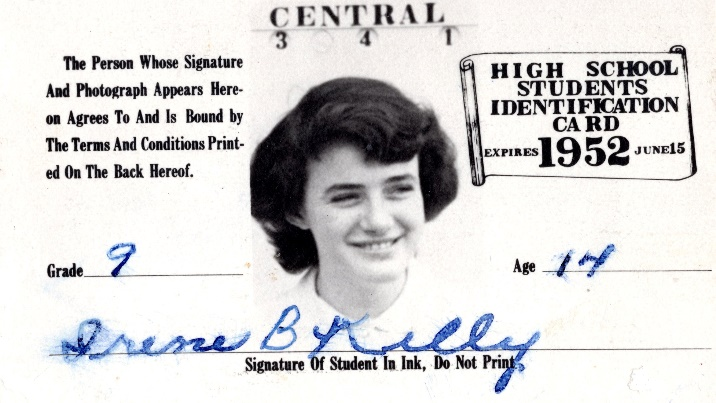 CENTRAL
3 4 1
The Person Whose Signature
And Photograph Appears Here-
on Agrees To And Is Bound by
The Terms And Conditions Print-
ed On The Back Hereof.
HIGH SCHOOL
STUDENTS
IDENTIFICATION
CARD
EXPIRES 1952 JUNE 15
Grade 9
Age 14
Irene B Kelly
Signature Of Student In Ink, Do Not Print.